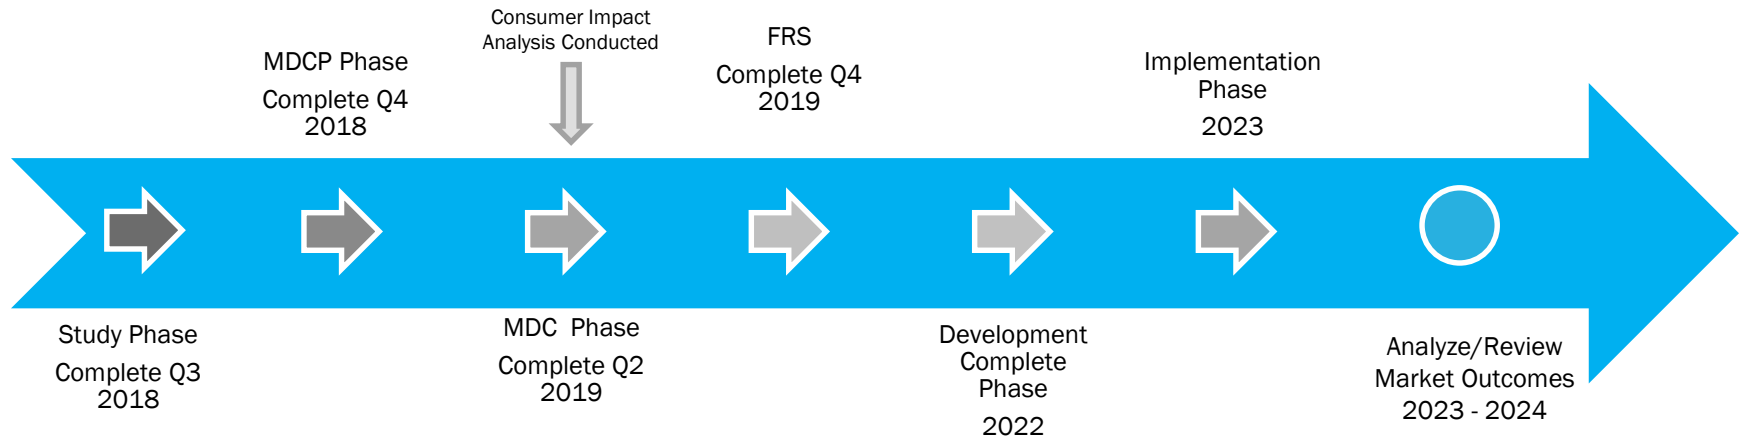 Study Phase
Complete Q3
2018
MDCP Phase
Complete Q4
2018
Consumer Impact
Analysis Conducted
MDC  Phase
Complete Q2
2019
FRS
Complete Q4
2019
Development
Complete
Phase
2022
Implementation
Phase
2023
Analyze/Review
Market Outcomes
2023 - 2024